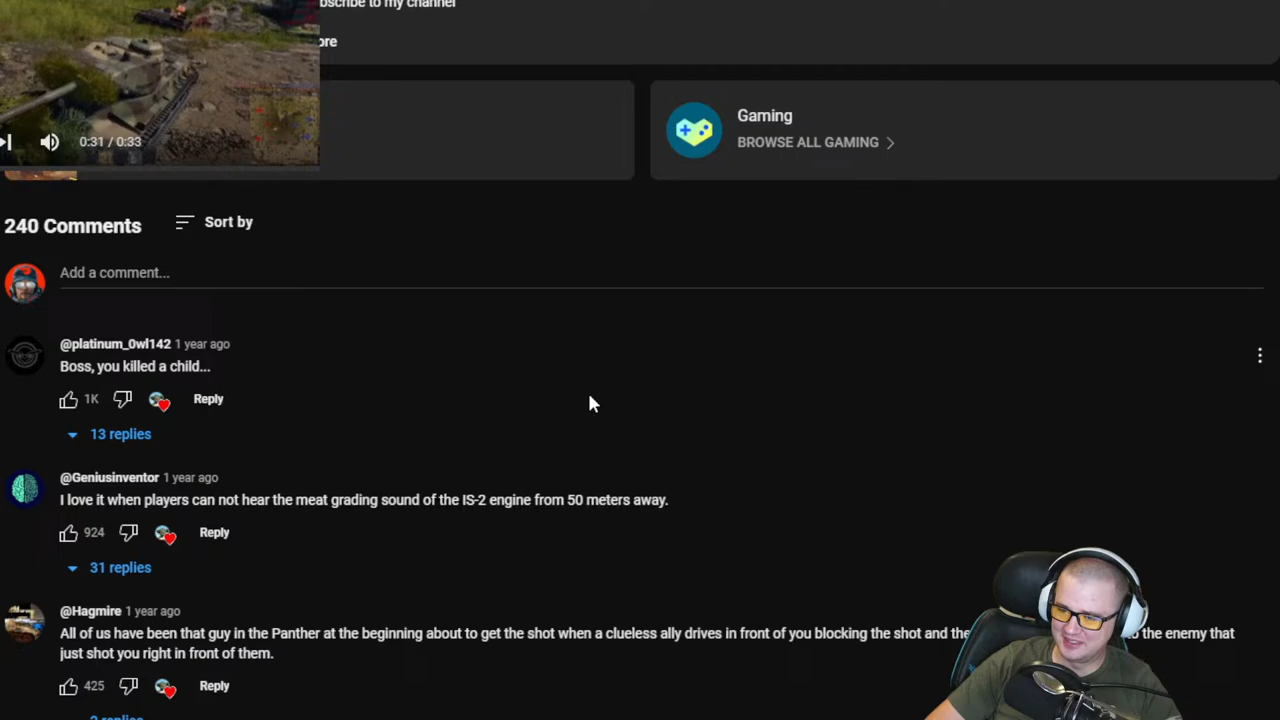 bscribe to my channel
ore
0:31 / 0:33
Gaming
BROWSE ALL GAMING
240 Comments
Sort by
Add a comment...
@platinum_0wl142 1 year ago
Boss, you killed a child...
1K
Reply
13 replies
@Geniusinventor 1 year ago
I love it when players can not hear the meat grading sound of the IS-2 engine from 50 meters away.
924
Reply
31 replies
@Hagmire 1 year ago
All of us have been that guy in the Panther at the beginning about to get the shot when a clueless ally drives in front of you blocking the shot and the the enemy that
just shot you right in front of them.
425
Reply
2 replies